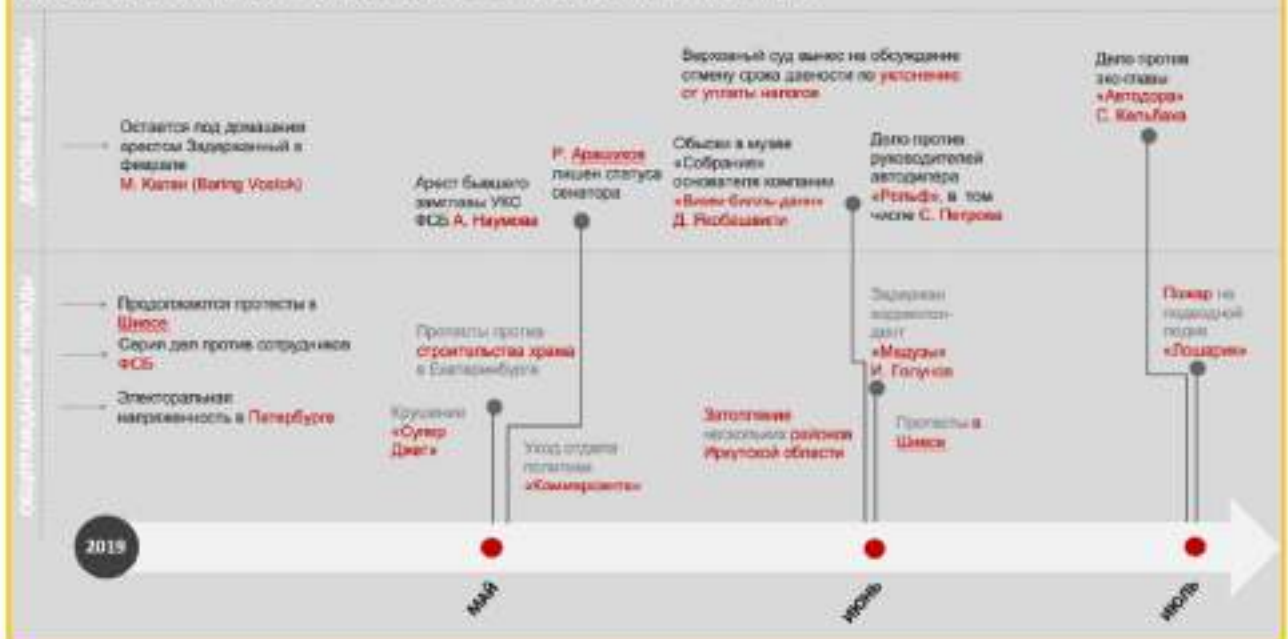 ДЕЛОВЫЕ ПОВОДЫ
Остается под домашним
арестом Задержанный в
феврале
М. Калви (Baring Vostok)
Арест бывшего
замглавы УКС
ФСБ А. Наумова
Р. Арашуков
лишен статуса
сенатора
Верховный суд вынес на обсуждение
отмену срока давности по уклонению
от уплаты налогов
Обыски в музее
«Собрание»
основателя компании
«Вимм-Билль-Данн»
Д. Якобашвили
Дело против
руководителей
автодилера
«Рольф», в том
числе С. Петрова
Дело против
экс-главы
«Автодора»
С. Кельбаха
ОБЩЕГРАЖДАНСКИЕ ПОВОДЫ
Продолжаются протесты в
Шиесе
Серия дел против сотрудников
ФСБ
Электоральная
напряженность в Петербурге
Протесты против
строительства храма
в Екатеринбурге
Крушение
«Супер
Джет»
Уход отдела
политики
«Коммерсанта»
Затопление
нескольких районов
Иркутской области
Задержан
«Медузы»
И. Голунов
Протесты в
Шиесе
Пожар на
подводной
лодке
«Лошарик»
2019
МАЙ
ИЮНЬ
ИЮЛЬ